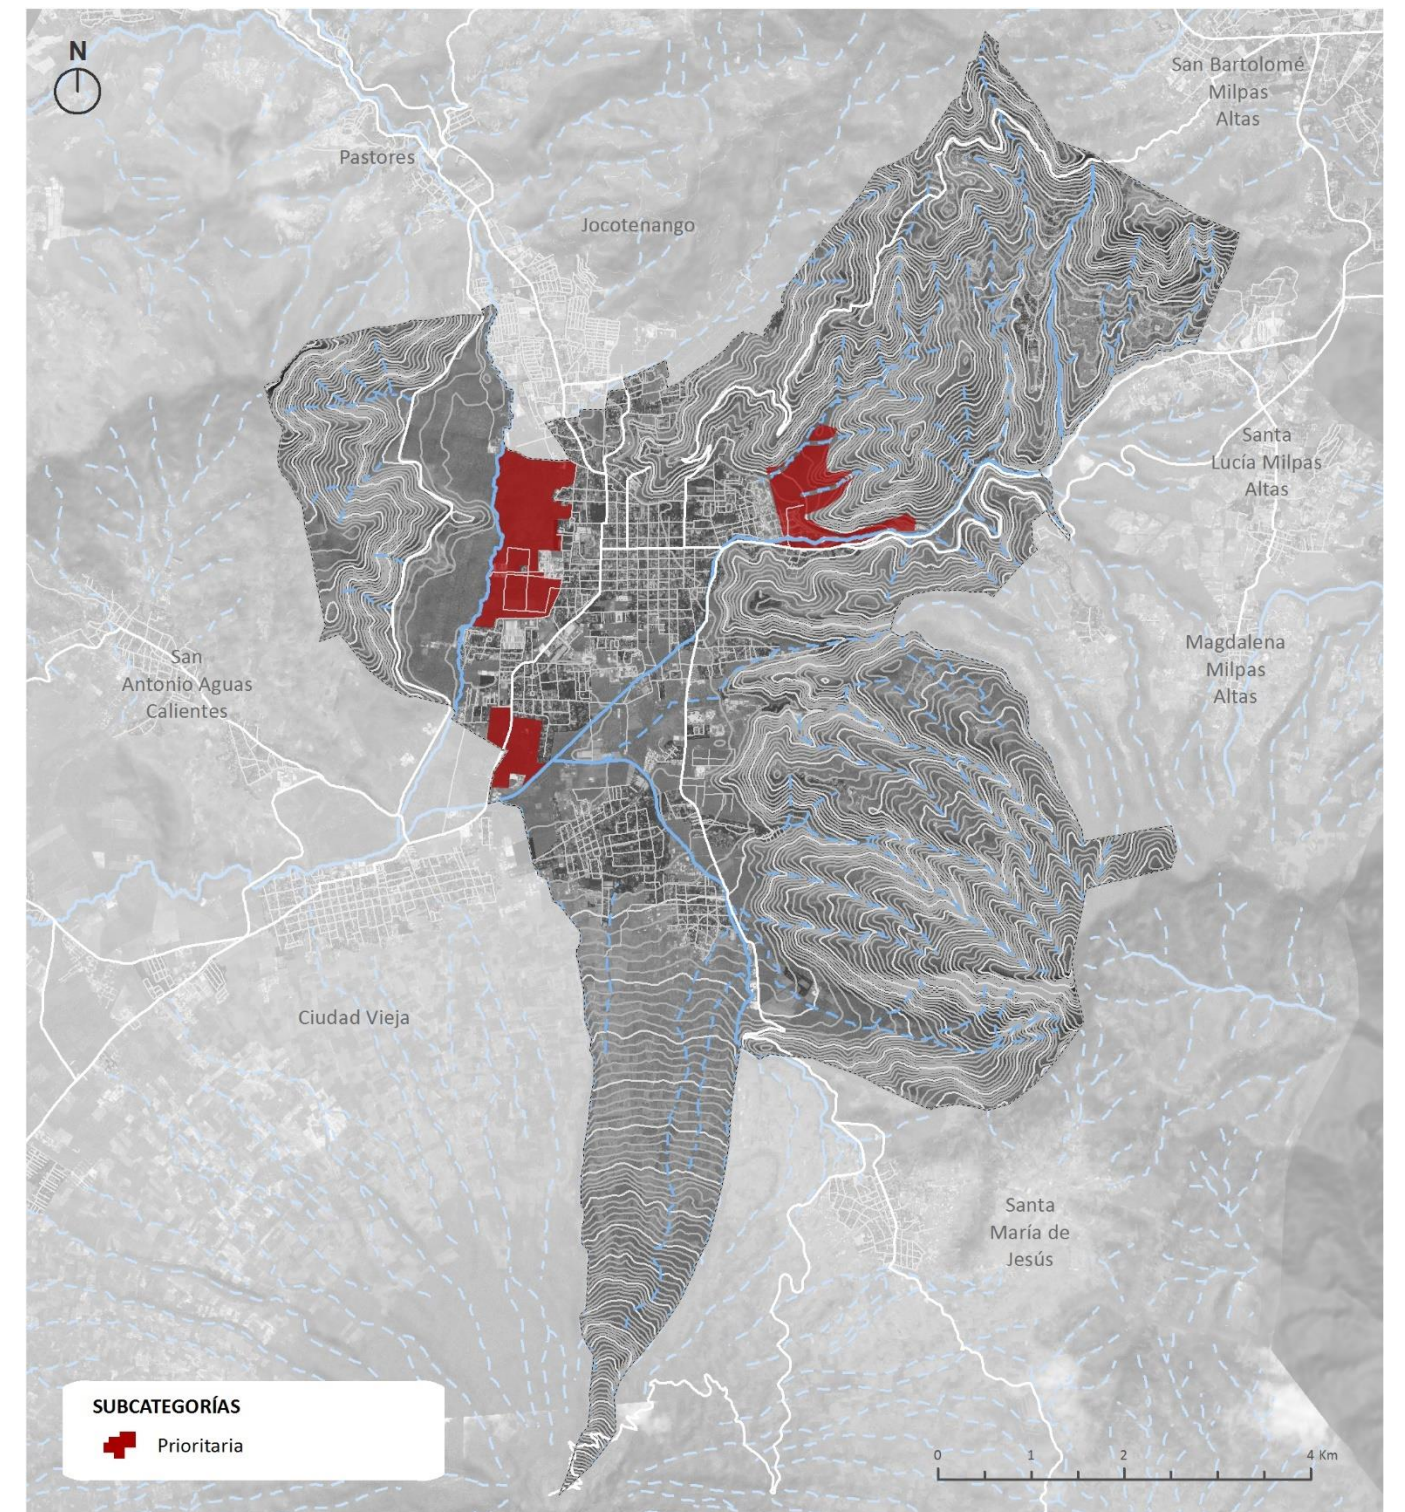 N
San Bartolomé
Milpas
Altas
Pastores
Jocotenango
Santa
Lucía Milpas
Altas
Magdalena
Milpas
Altas
San
Antonio Aguas
Calientes
Ciudad Vieja
Santa
María de
Jesús
SUBCATEGORÍAS
Prioritaria
0 1 2 4 Km